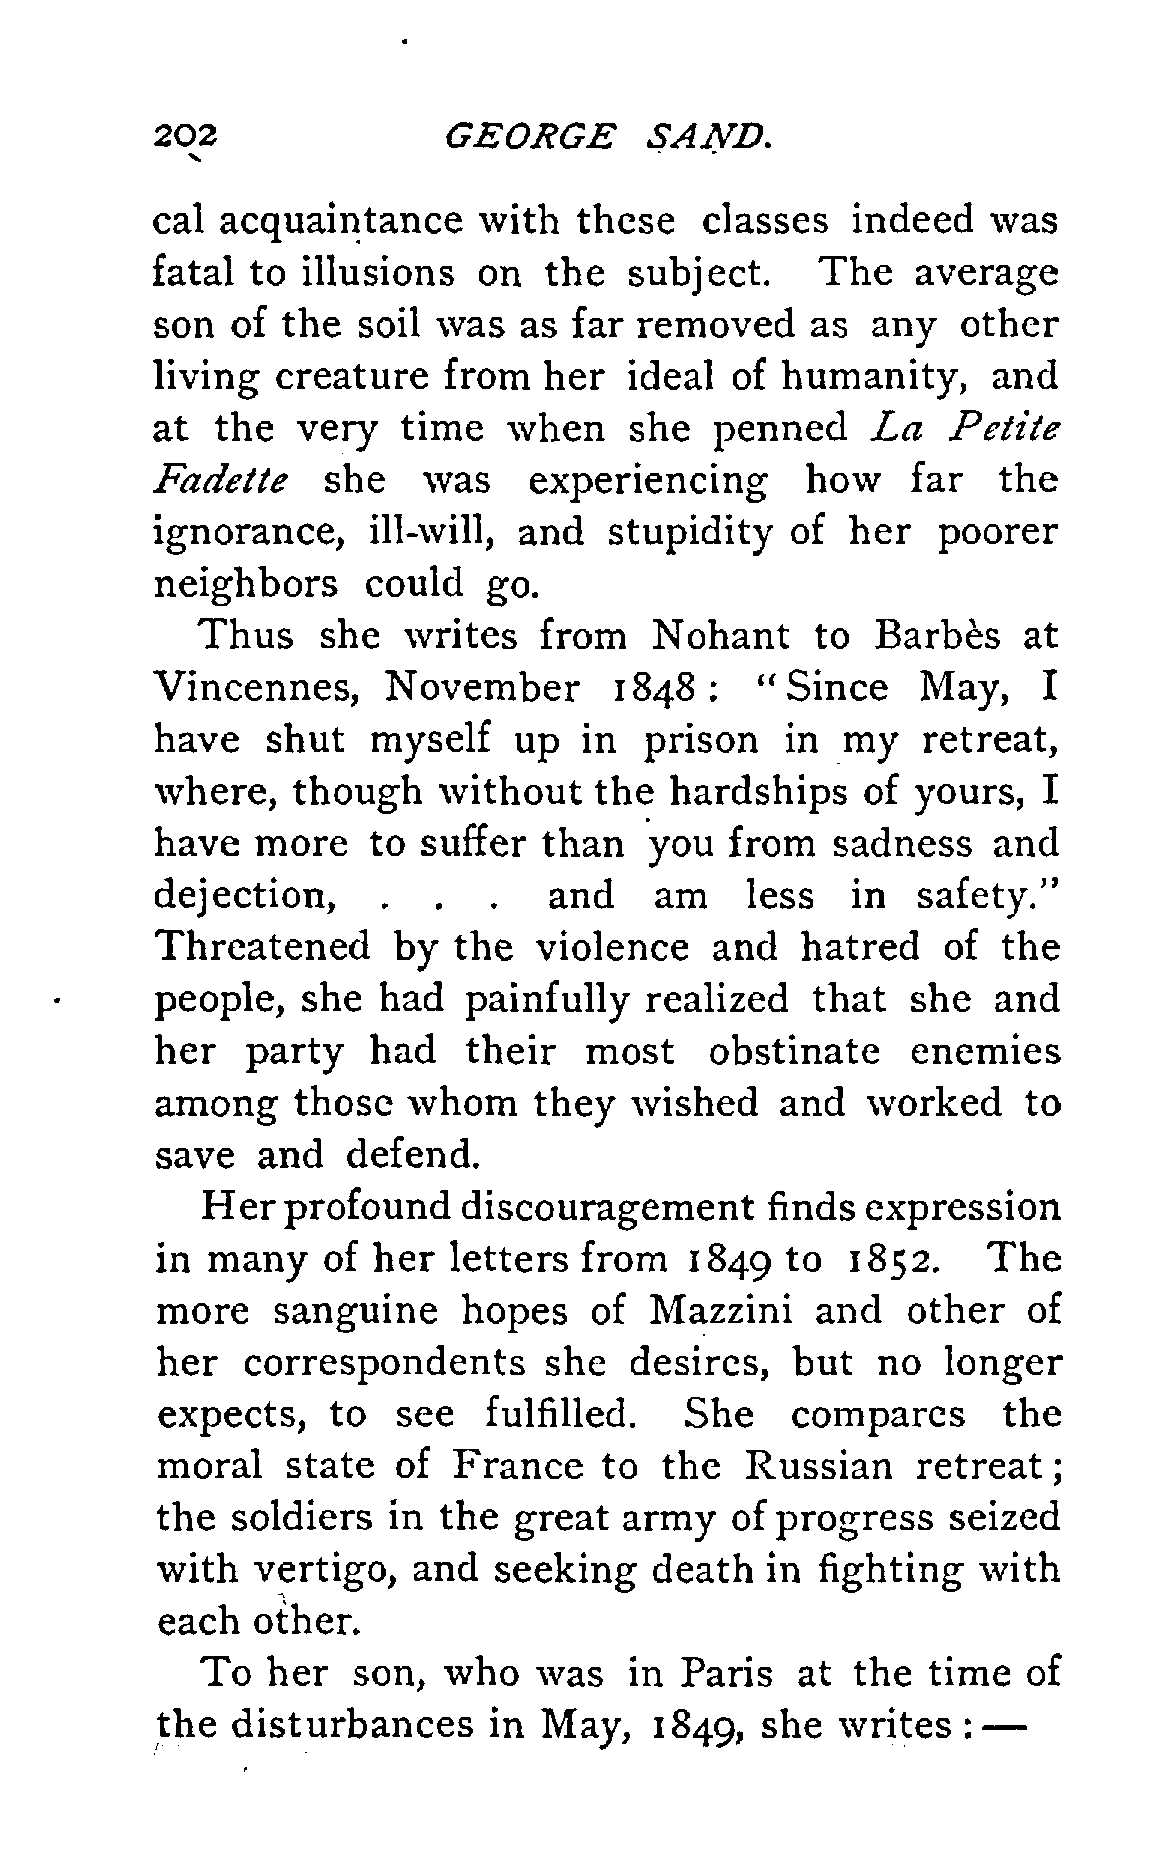 202 GEORGE SAND.
cal acquaintance with these classes indeed was
fatal to illusions on the subject. The average
son of the soil was as far removed as any other
living creature from her ideal of humanity, and
at the very time when she penned La Petite
Fadette she was experiencing how far the
ignorance, ill-will, and stupidity of her poorer
neighbors could go.
Thus she writes from Nohant to Barbès at
Vincennes, November 1848 : “ Since May, I
have shut myself up in prison in my retreat,
where, though without the hardships of yours, I
have more to suffer than you from sadness and
dejection, . . . and am less in safety.”
Threatened by the violence and hatred of the
people, she had painfully realized that she and
her party had their most obstinate enemies
among those whom they wished and worked to
save and defend.
Her profound discouragement finds expression
in many of her letters from 1849 to 1852. The
more sanguine hopes of Mazzini and other of
her correspondents she desires, but no longer
expects, to see fulfilled. She compares the
moral state of France to the Russian retreat ;
the soldiers in the great army of progress seized
with vertigo, and seeking death in fighting with
each other.
To her son, who was in Paris at the time of
the disturbances in May, 1849, she writes : —